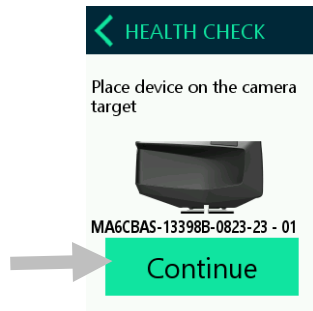 HEALTH CHECK
Place device on the camera
target
MA6CBAS-13398B-0823-23 - 01
Continue